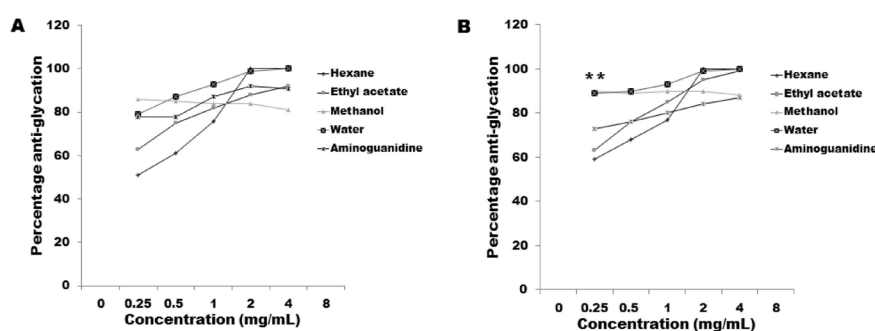 A
Percentage anti-glycation
120
100
80
60
40
20
0
0 0.25 0.5 1 2 4 8
Concentration (mg/mL)
Hexane
Ethyl acetate
Methanol
Water
Aminoguanidine
B
Percentage anti-glycation
120
100
80
60
40
20
0
**
0 0.25 0.5 1 2 4 8
Concentration (mg/mL)
Hexane
Ethyl acetate
Methanol
Water
Aminoguanidine